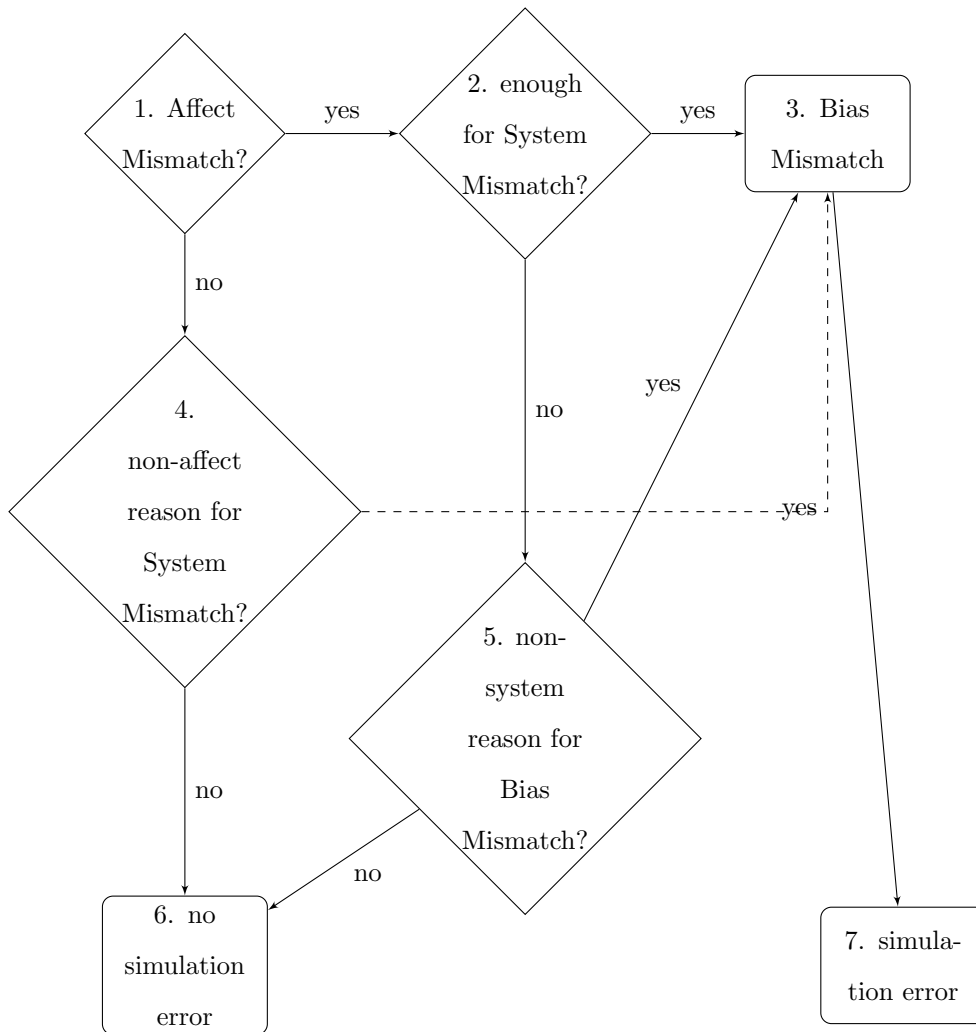 1. Affect
Mismatch?
yes
2. enough
for System
Mismatch?
yes
3. Bias
Mismatch
no
4.
non-affect
reason for
System
Mismatch?
yes
no
yes
5. non-
system
reason for
Bias
Mismatch?
no
no
6. no
simulation
error
7. simula-
tion error